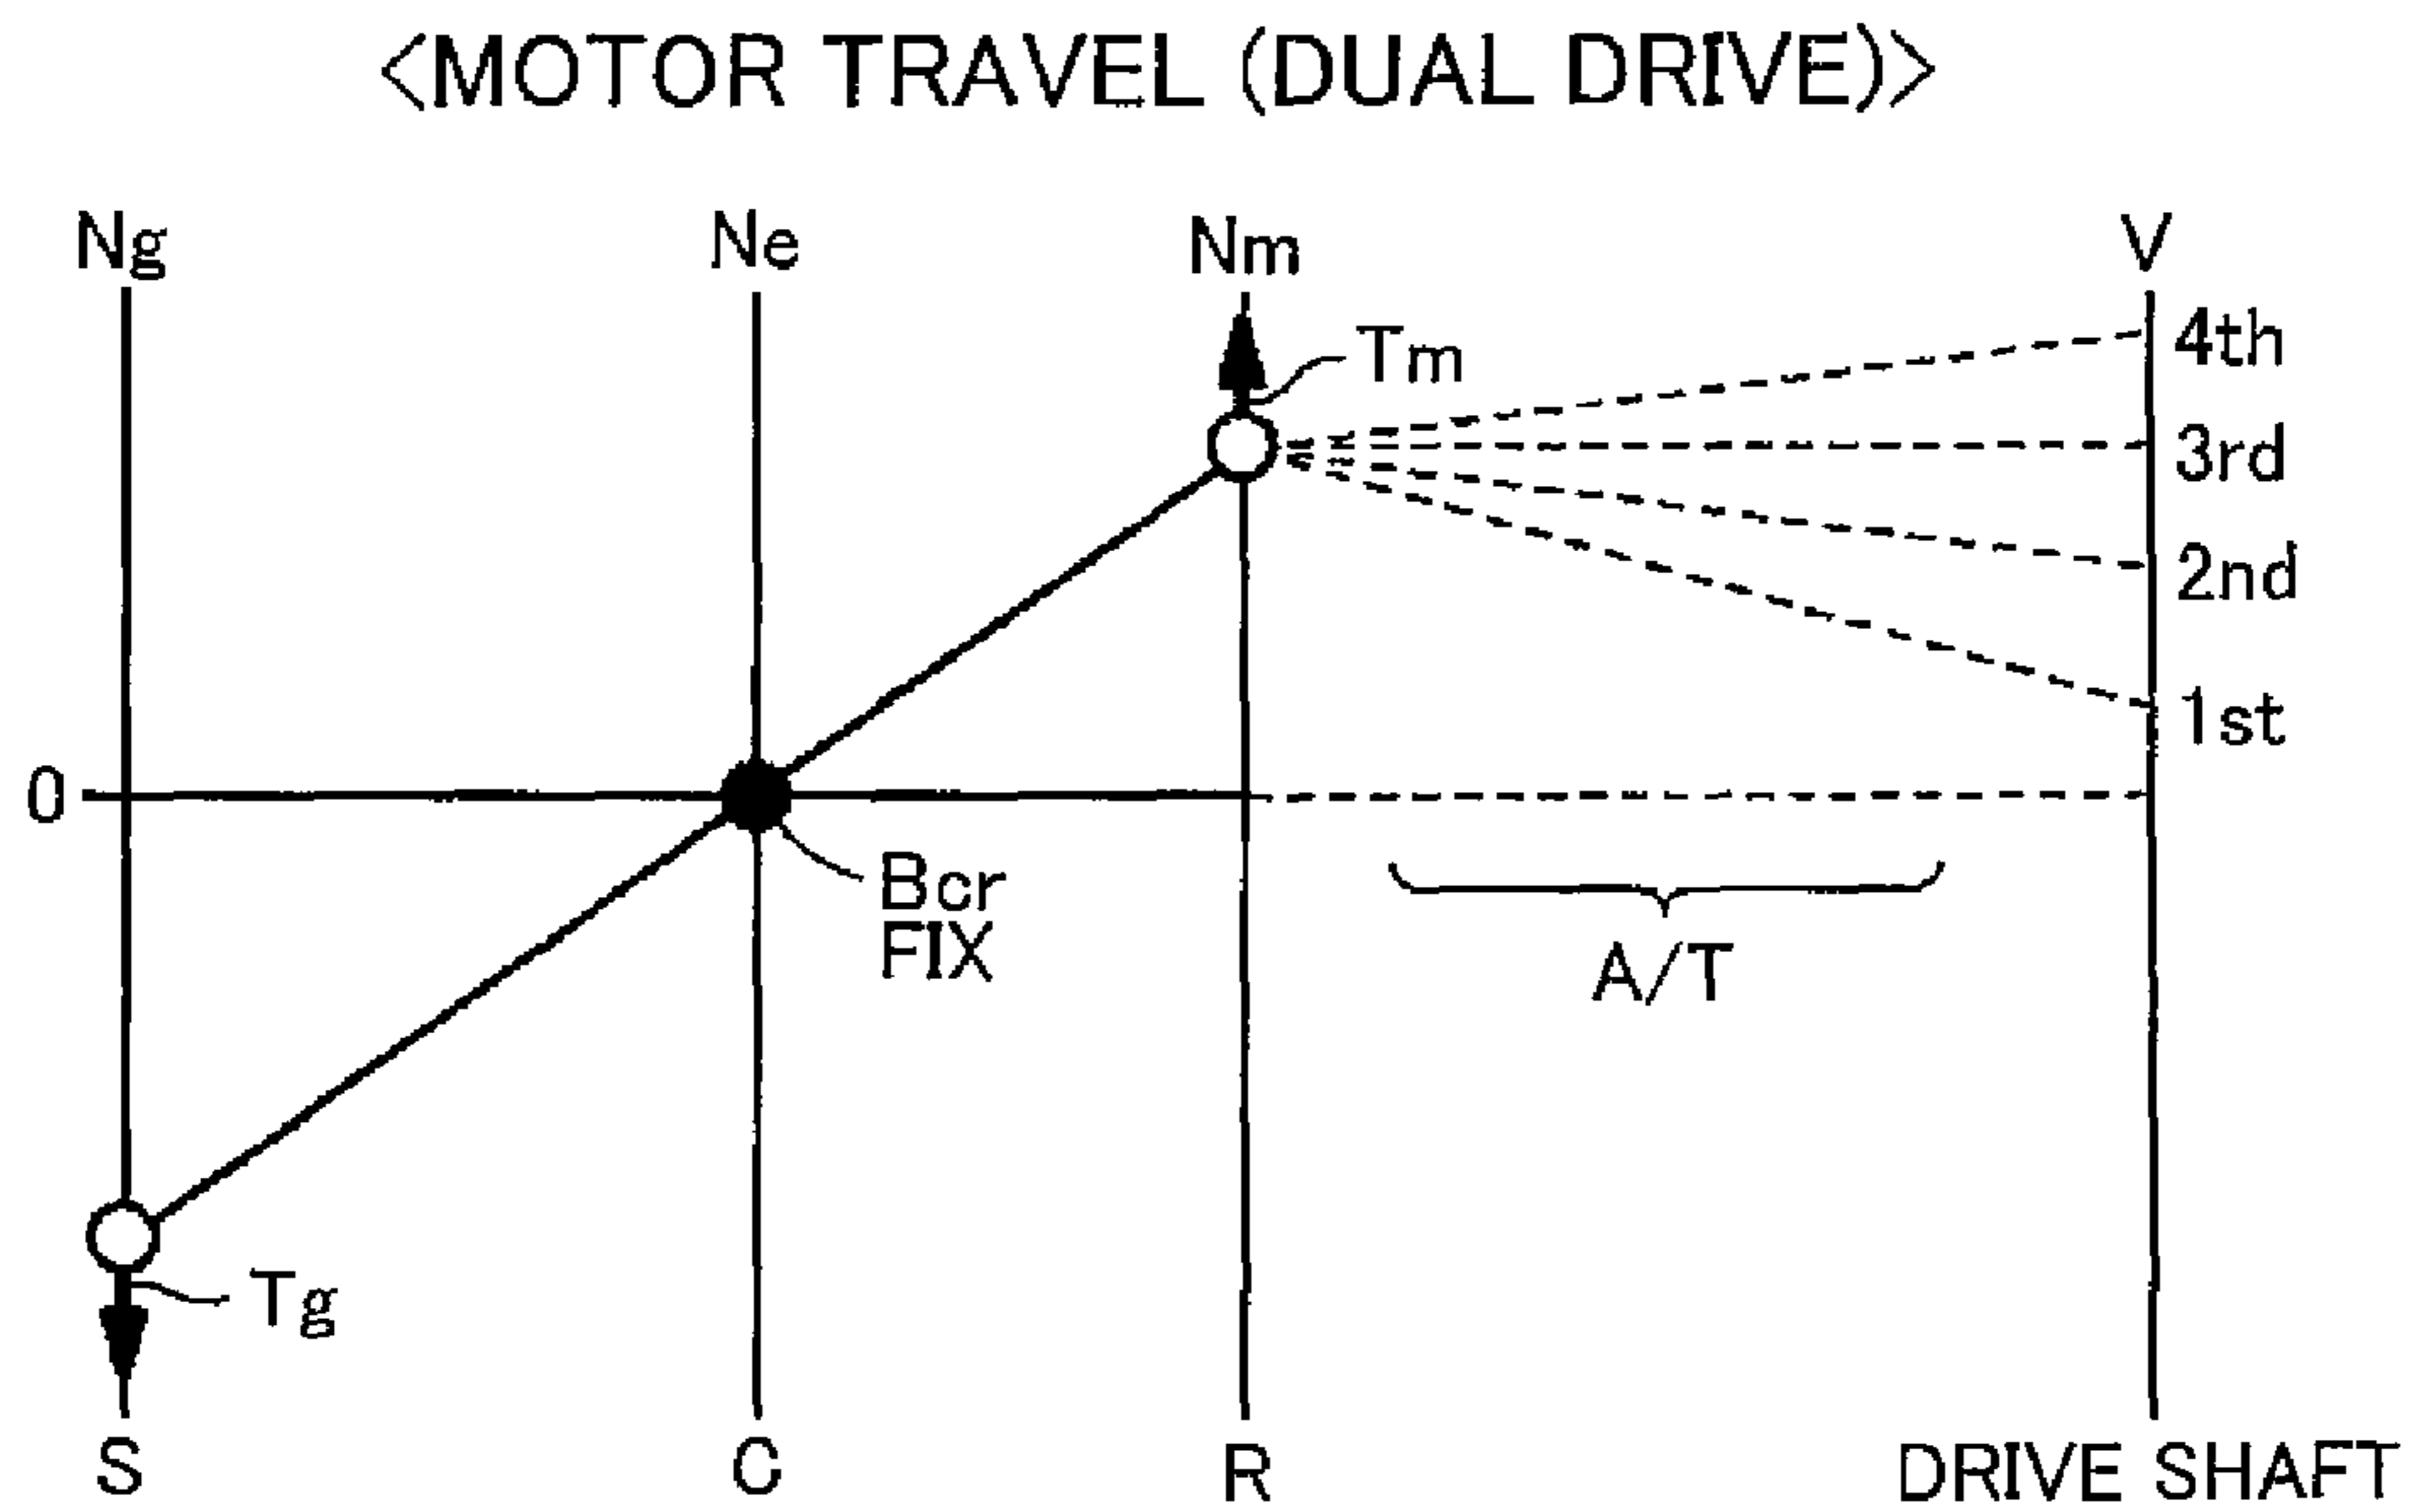 <MOTOR TRAVEL (DUAL DRIVE)>
Ng Ne Nm V
Tm
4th
3rd
2nd
1st
0
Bcr
FIX
A/T
Tg
S C R DRIVE SHAFT